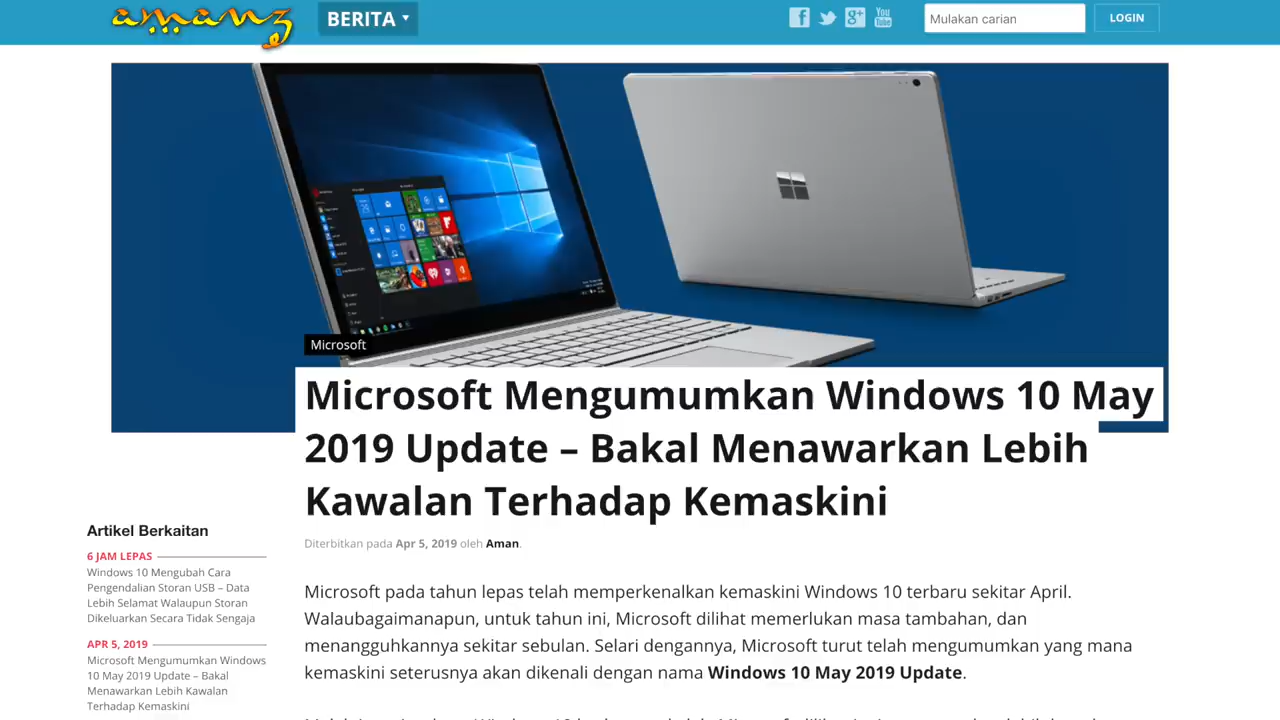 amanz
BERITA
You
Tube
Mulakan carian
LOGIN
Microsoft
Microsoft Mengumumkan Windows 10 May
2019 Update – Bakal Menawarkan Lebih
Kawalan Terhadap Kemaskini
Diterbitkan pada Apr 5, 2019 oleh Aman.
Artikel Berkaitan
6 JAM LEPAS
Windows 10 Mengubah Cara
Pengendalian Storan USB – Data
Lebih Selamat Walaupun Storan
Dikeluarkan Secara Tidak Sengaja
APR 5, 2019
Microsoft Mengumumkan Windows
10 May 2019 Update – Bakal
Menawarkan Lebih Kawalan
Terhadap Kemaskini
Microsoft pada tahun lepas telah memperkenalkan kemaskini Windows 10 terbaru sekitar April.
Walaubagaimanapun, untuk tahun ini, Microsoft dilihat memerlukan masa tambahan, dan
menangguhkannya sekitar sebulan. Selari dengannya, Microsoft turut telah mengumumkan yang mana
kemaskini seterusnya akan dikenali dengan nama Windows 10 May 2019 Update.